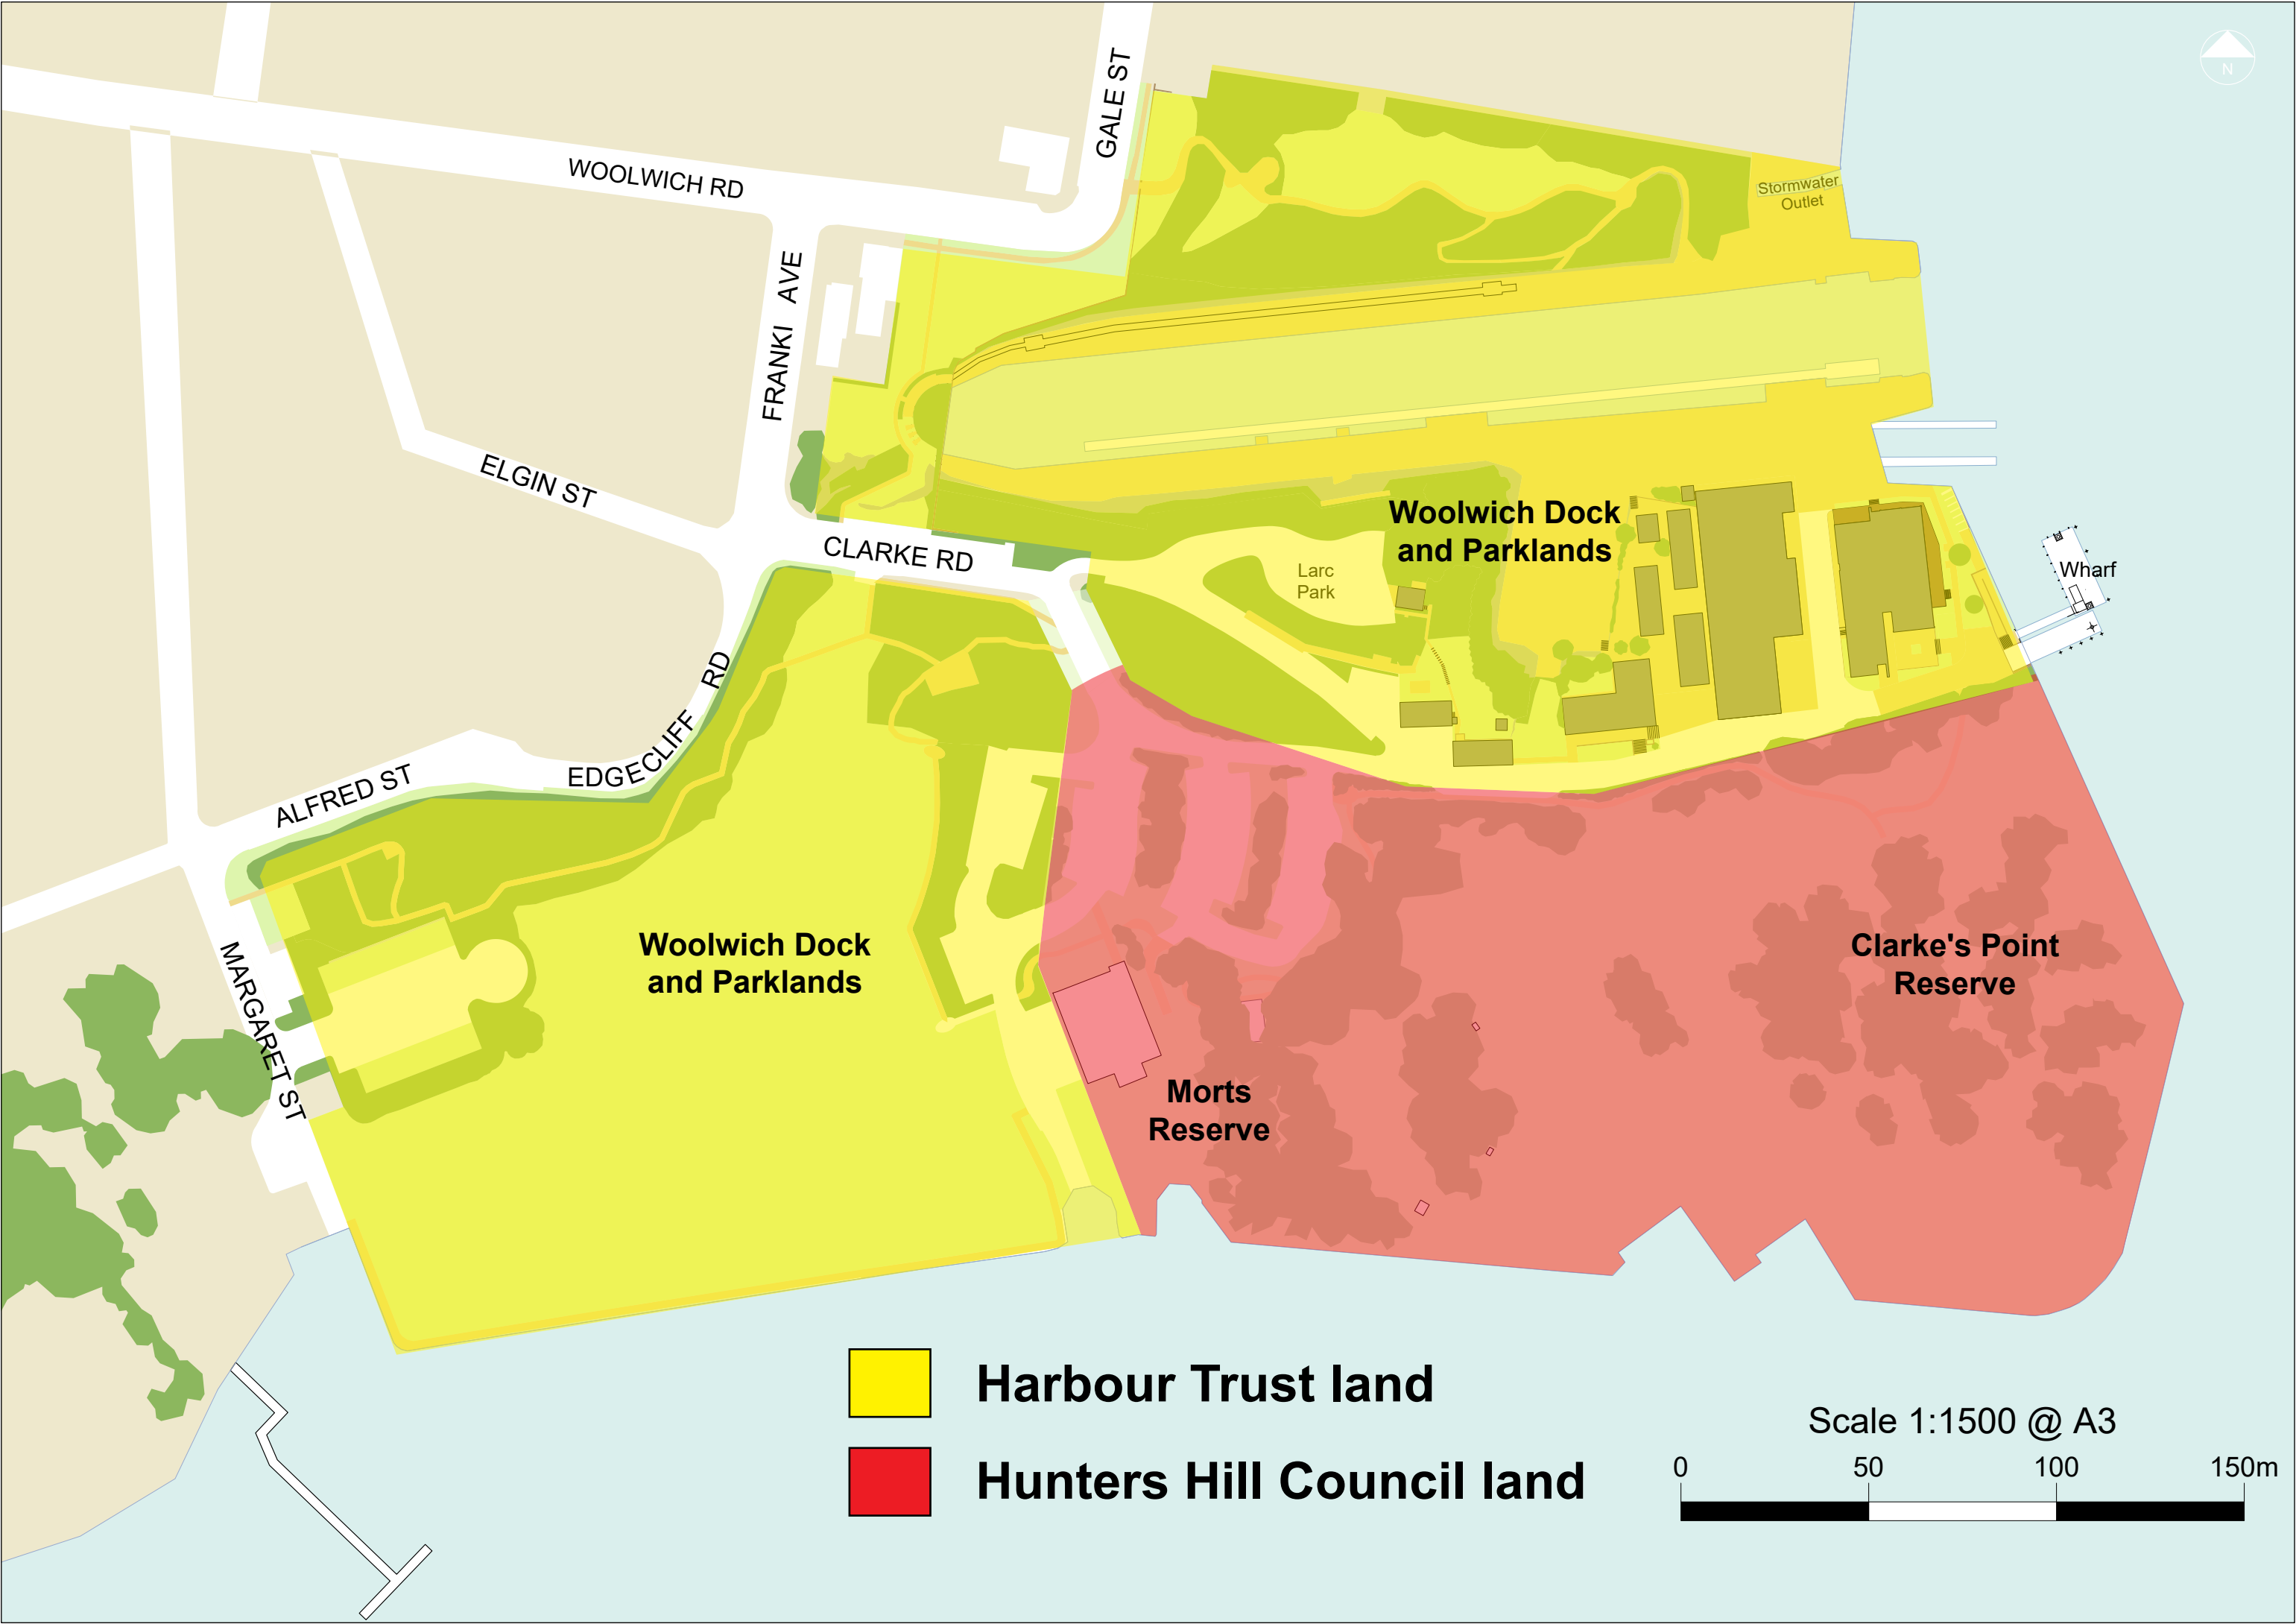 N
GALE ST
WOOLWICH RD
Stormwater
Outlet
FRANKI AVE
ELGIN ST
CLARKE RD
Woolwich Dock
and Parklands
Larc
Park
Wharf
EDGECLIFF RD
ALFRED ST
MARGARET ST
Woolwich Dock
and Parklands
Clarke's Point
Reserve
Morts
Reserve
Harbour Trust land
Hunters Hill Council land
Scale 1:1500 @ A3
0 50 100 150m